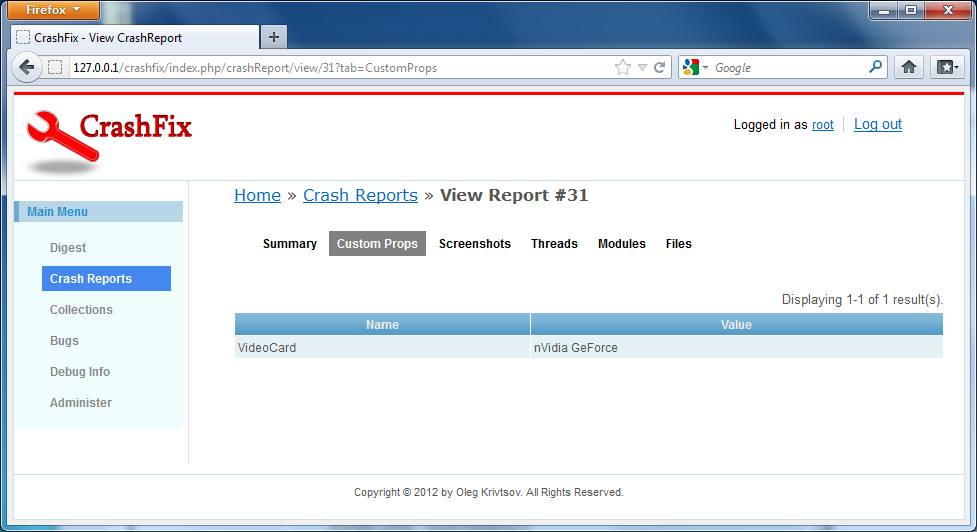 Firefox
CrashFix - View CrashReport
127.0.0.1/crashfix/index.php/crashReport/view/31?tab=CustomProps
Google
CrashFix
Logged in as root
Log out
Home » Crash Reports » View Report #31
Main Menu
Digest
Crash Reports
Collections
Bugs
Debug Info
Administer
Summary Custom Props Screenshots Threads Modules Files
Displaying 1-1 of 1 result(s).
Name Value
VideoCard nVidia GeForce
Copyright © 2012 by Oleg Krivtsov. All Rights Reserved.